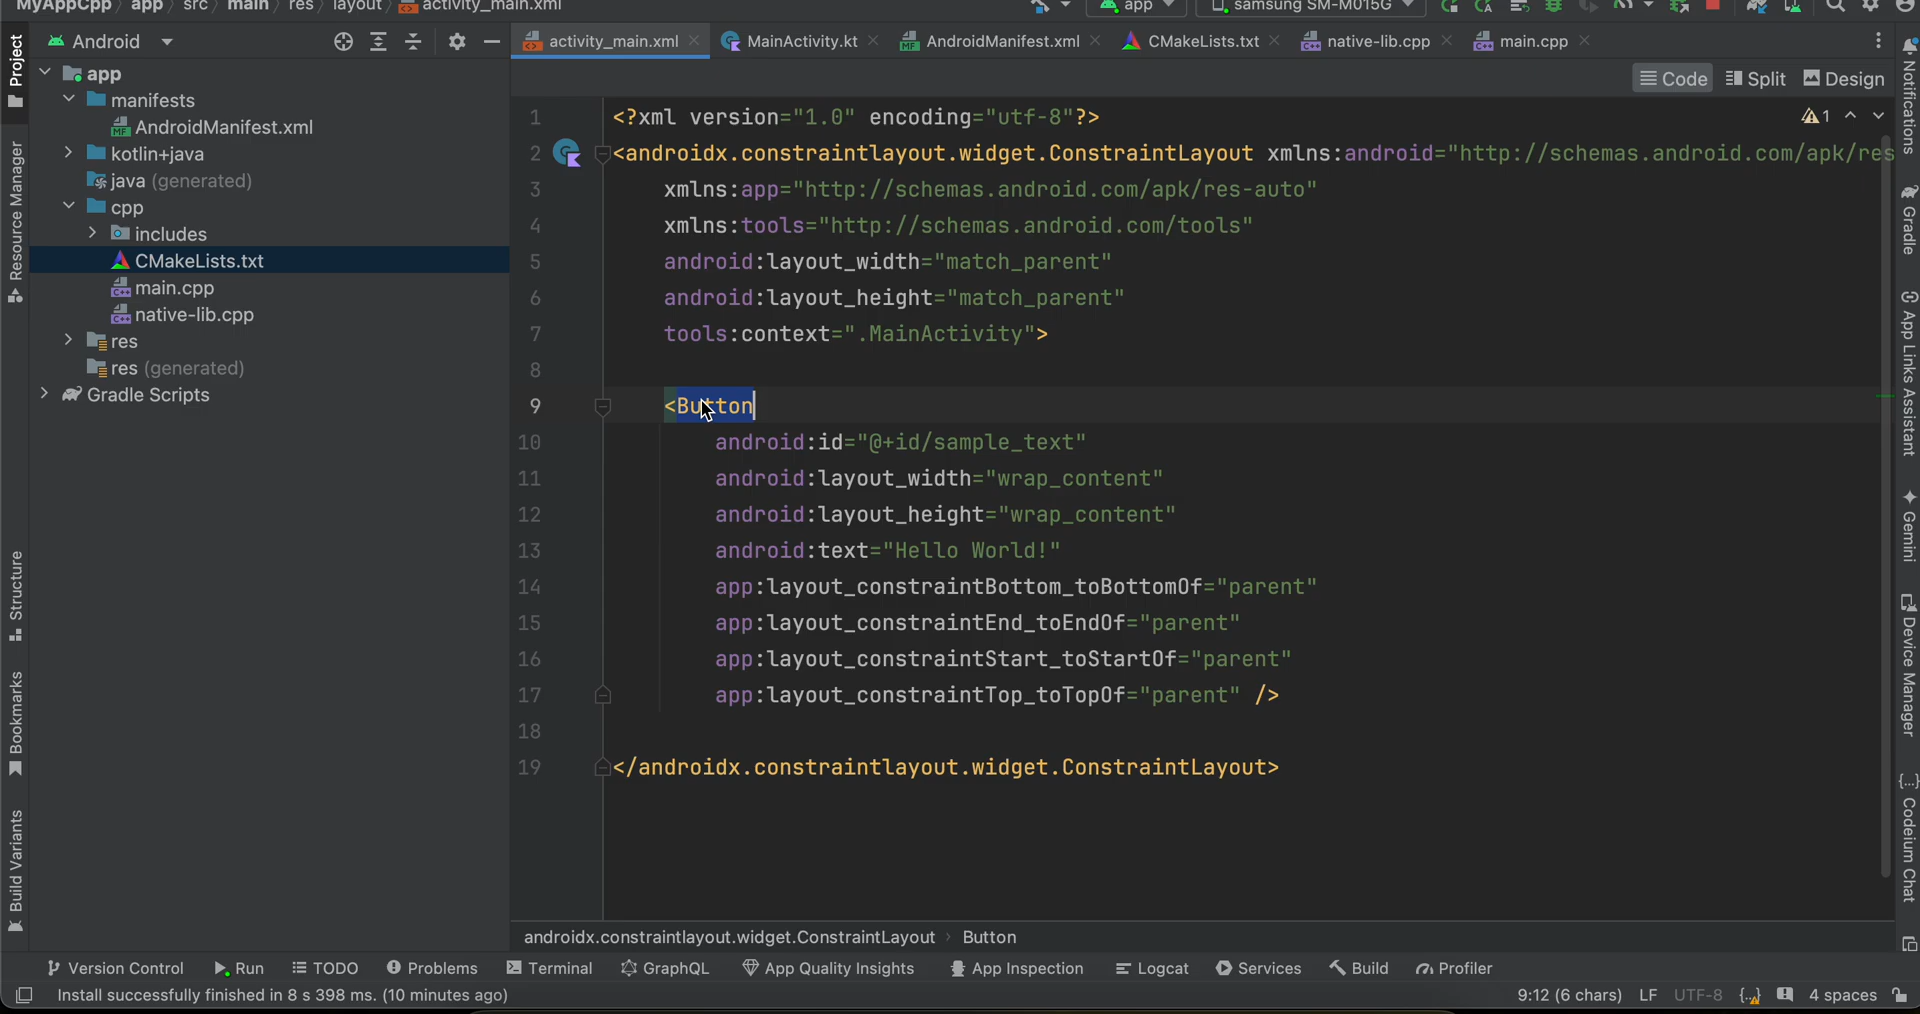 MyAppCpp app src main res layout activity_main.xml
app samsung SM-M015G
Project
Android
activity_main.xml MainActivity.kt AndroidManifest.xml CMakeLists.txt native-lib.cpp main.cpp
Code Split Design
app
manifests
AndroidManifest.xml
kotlin+java
java (generated)
cpp
includes
CMakeLists.txt
main.cpp
native-lib.cpp
res
res (generated)
Gradle Scripts
Resource Manager
Structure
Bookmarks
Build Variants
1 <?xml version="1.0" encoding="utf-8"?>
1
2 <androidx.constraintlayout.widget.ConstraintLayout xmlns:android="http://schemas.android.com/apk/res
3 xmlns:app="http://schemas.android.com/apk/res-auto"
4 xmlns:tools="http://schemas.android.com/tools"
5 android:layout_width="match_parent"
6 android:layout_height="match_parent"
7 tools:context=".MainActivity">
8
9 <Button
10 android:id="@+id/sample_text"
11 android:layout_width="wrap_content"
12 android:layout_height="wrap_content"
13 android:text="Hello World!"
14 app:layout_constraintBottom_toBottomOf="parent"
15 app:layout_constraintEnd_toEndOf="parent"
16 app:layout_constraintStart_toStartOf="parent"
17 app:layout_constraintTop_toTopOf="parent" />
18
19 </androidx.constraintlayout.widget.ConstraintLayout>
androidx.constraintlayout.widget.ConstraintLayout Button
Notifications
Gradle
App Links Assistant
Gemini
Device Manager
Codeium Chat
Version Control Run TODO Problems Terminal GraphQL App Quality Insights App Inspection Logcat Services Build Profiler
Install successfully finished in 8 s 398 ms. (10 minutes ago) 9:12 (6 chars) LF UTF-8 4 spaces